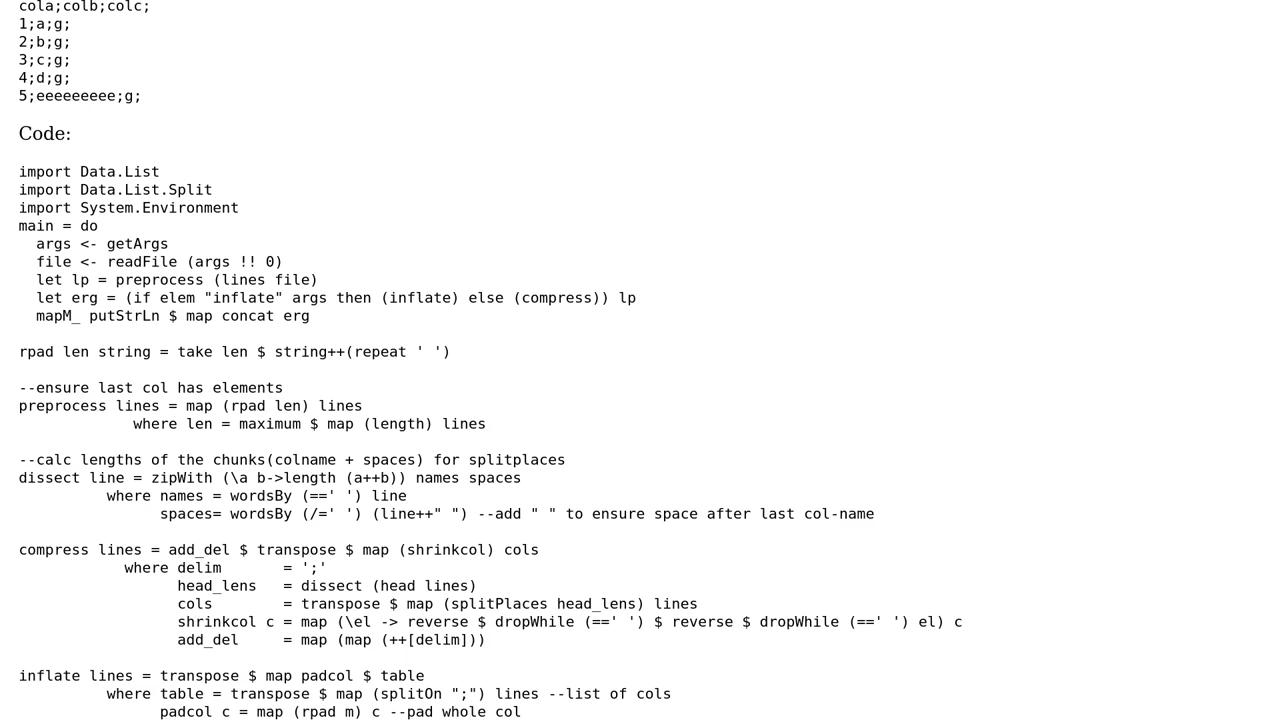 cola;colb;colc;
1;a;g;
2;b;g;
3;c;g;
4;d;g;
5;eeeeeeeee;g;
Code:
import Data.List
import Data.List.Split
import System.Environment
main = do
  args <- getArgs
  file <- readFile (args !! 0)
  let lp = preprocess (lines file)
  let erg = (if elem "inflate" args then (inflate) else (compress)) lp
  mapM_ putStrLn $ map concat erg

rpad len string = take len $ string++(repeat ' ')

--ensure last col has elements
preprocess lines = map (rpad len) lines
             where len = maximum $ map (length) lines

--calc lengths of the chunks(colname + spaces) for splitplaces
dissect line = zipWith (\a b->length (a++b)) names spaces
          where names = wordsBy (==' ') line
                spaces= wordsBy (/=' ') (line++" ") --add " " to ensure space after last col-name

compress lines = add_del $ transpose $ map (shrinkcol) cols
            where delim       = ';'
                  head_lens   = dissect (head lines)
                  cols        = transpose $ map (splitPlaces head_lens) lines
                  shrinkcol c = map (\el -> reverse $ dropWhile (==' ') $ reverse $ dropWhile (==' ') el) c
                  add_del     = map (map (++[delim]))

inflate lines = transpose $ map padcol $ table
          where table = transpose $ map (splitOn ";") lines --list of cols
                padcol c = map (rpad m) c --pad whole col